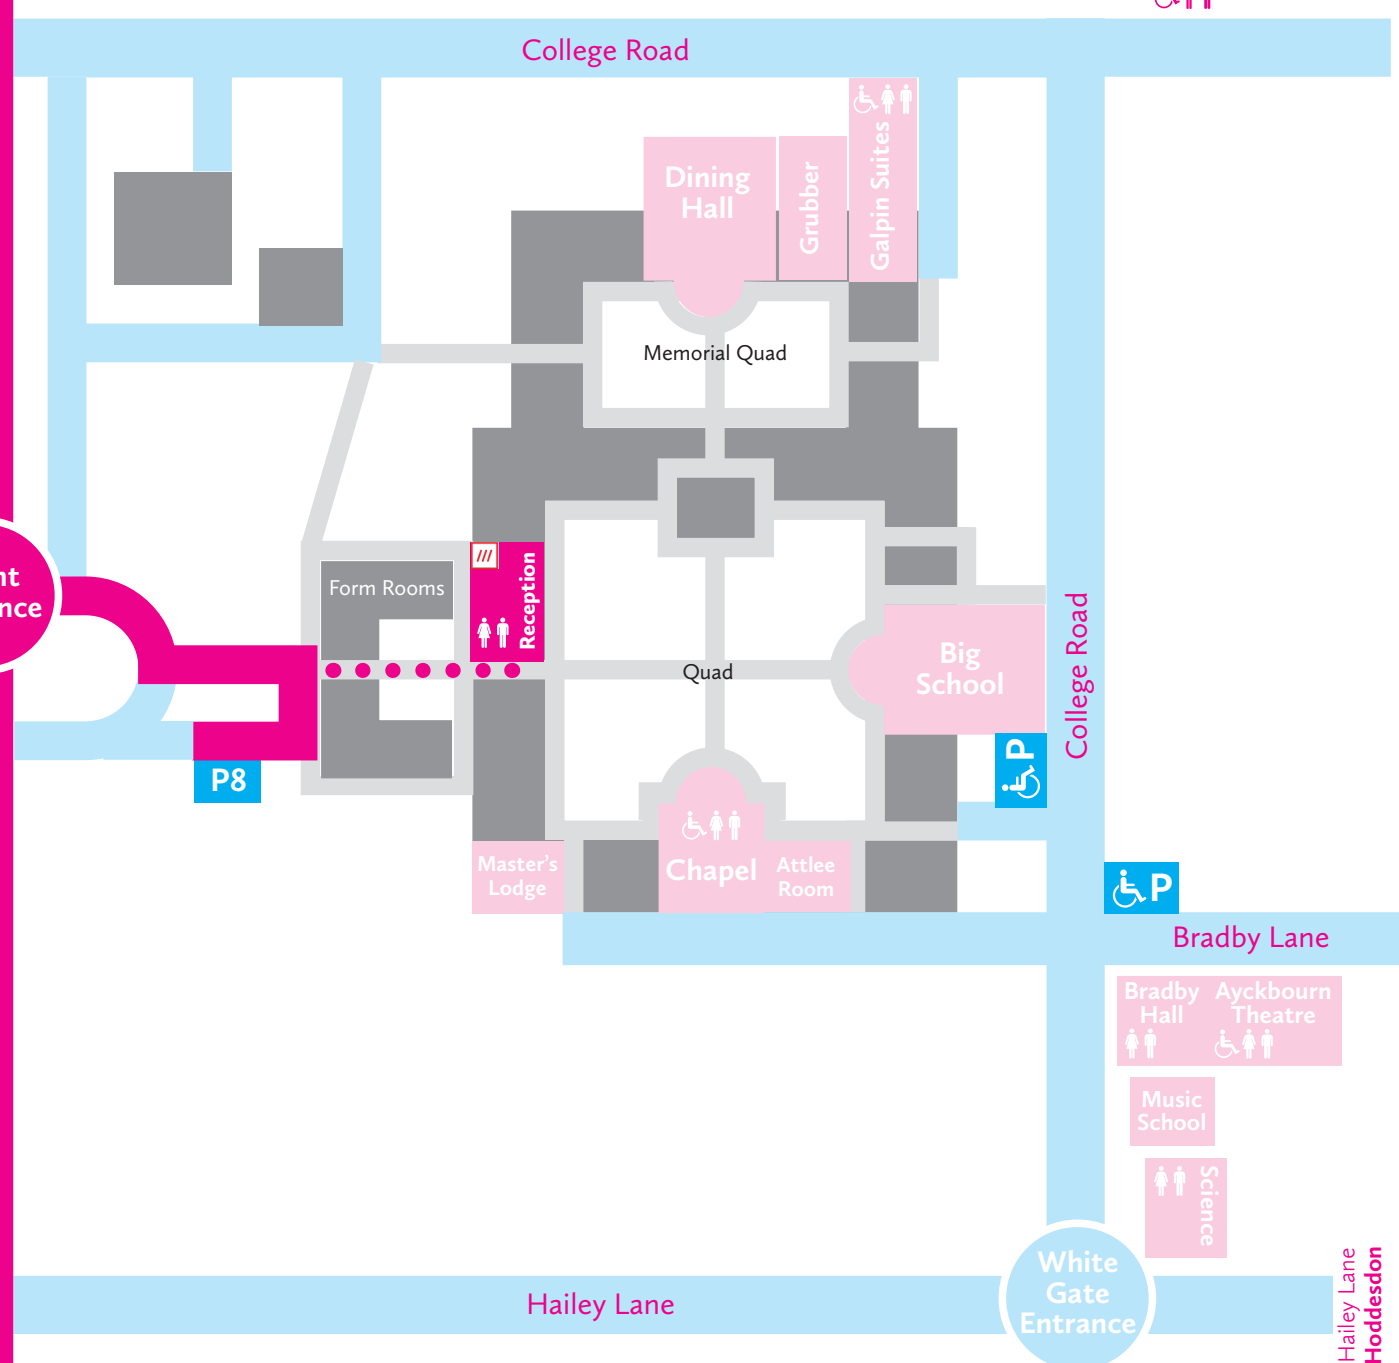 College Road
Dining
Hall
Grubber
Galpin Suites
Memorial Quad
Form Rooms
Reception
Quad
Big
School
College Road
P
P8
Master's
Lodge
Chapel
Attlee
Room
P
Bradby Lane
Bradby
Hall
Ayckbourn
Theatre
Music
School
Science
White
Gate
Entrance
Hailey Lane
Hailey Lane
Hoddesdon